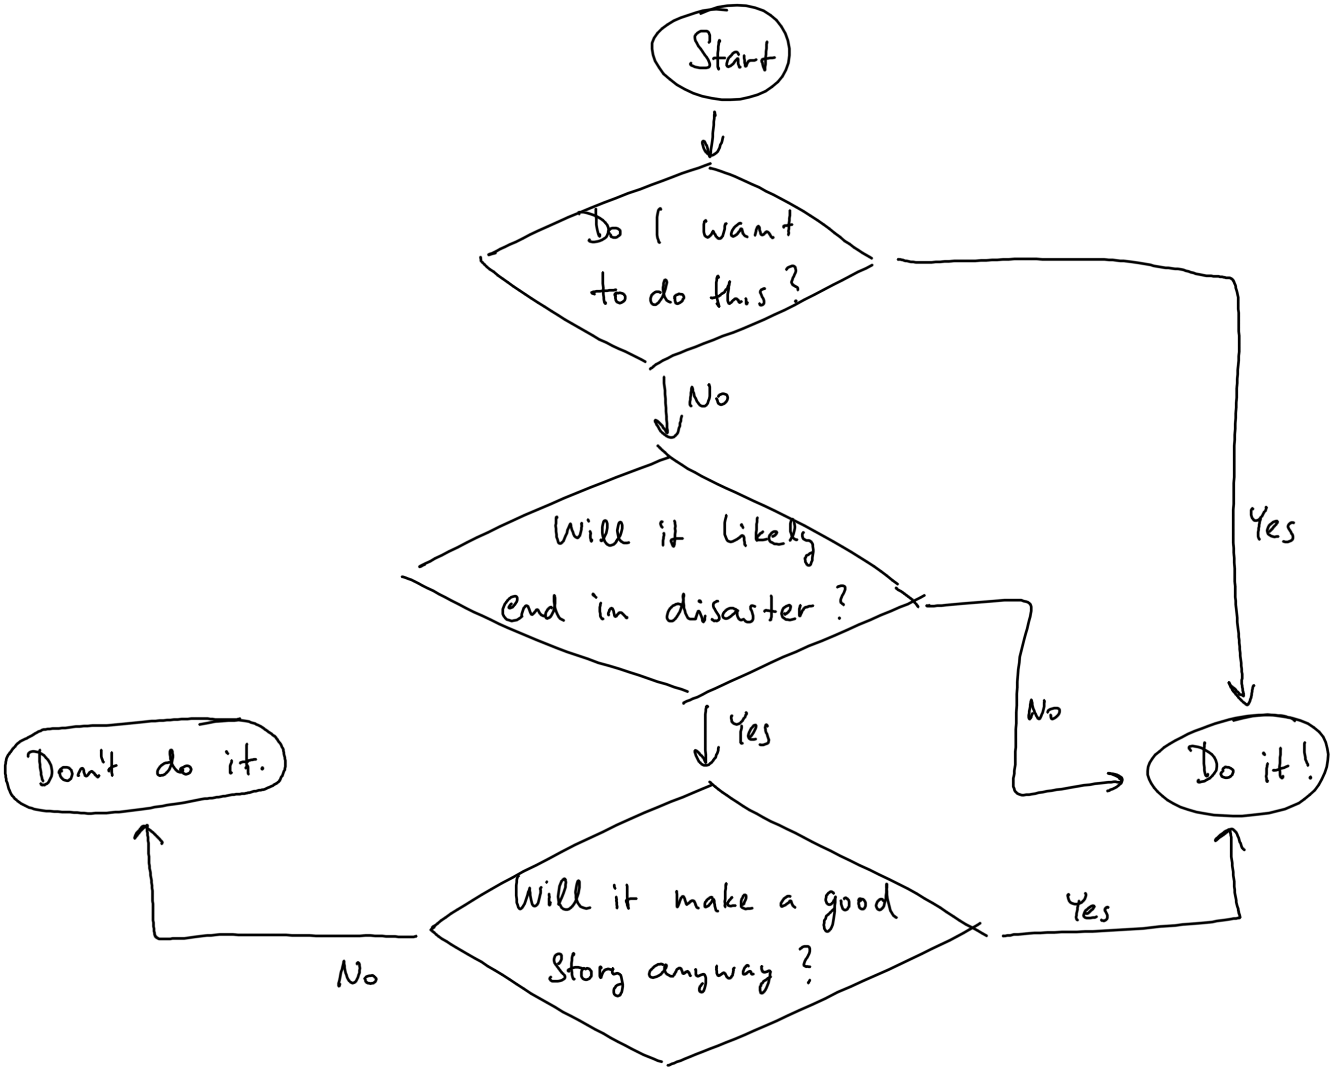 Start
Do I want
to do this?
No
Yes
Will it likely
end in disaster?
No
Yes
Don't do it.
Do it!
Will it make a good
story anyway?
Yes
No